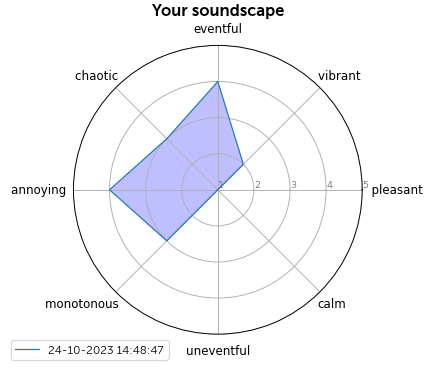 Your soundscape
eventful
chaotic
vibrant
annoying
1
2
3
4
5
pleasant
monotonous
calm
uneventful
24-10-2023 14:48:47